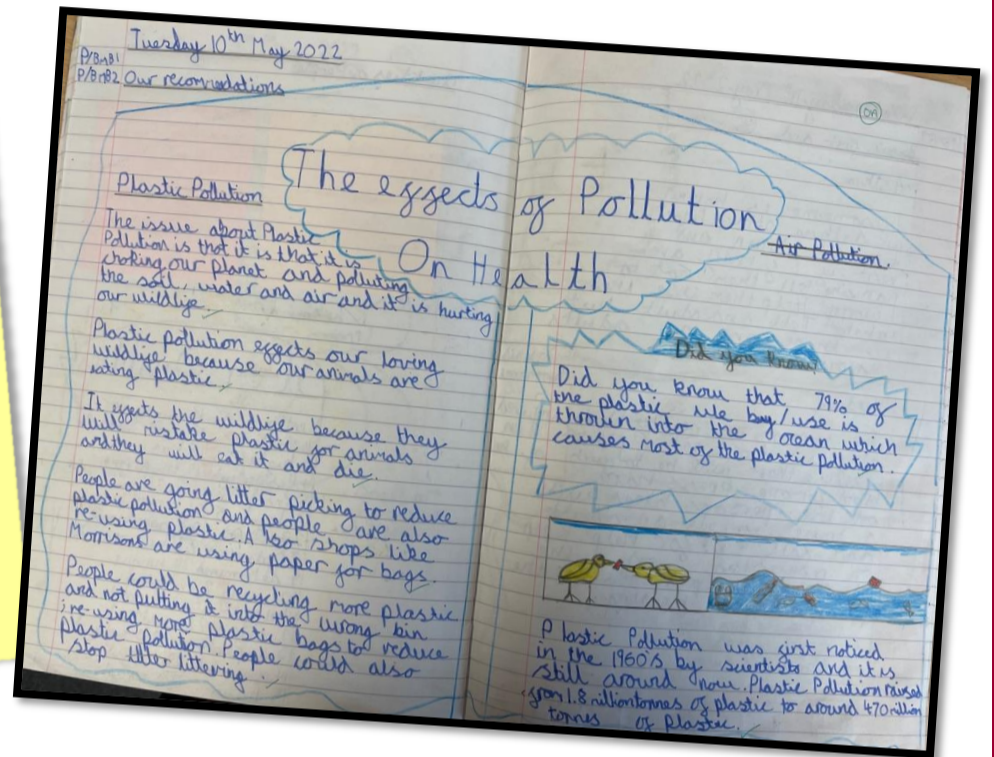 Tuesday 10th May 2022
P/BnB1
P/BnB2 Our recomodations
The effects of Pollution
On Health
Plastic Pollution
The issue about Plastic
Pollution is that it is that it is
choking our planet and polluting
the soil, water and air and it is hurting
our wildlife.
Plastic pollution effects our loving
wildlife because our animals are
eating plastic.
It effects the wildlife because they
will mistake plastic for animals
and they will eat it and die.
People are going litter picking to reduce
plastic pollution and people are also
re-using plastic. Also shops like
Morrisons are using paper for bags.
People could be recycling more plastic
and not putting it into the wrong bin
; re-using more plastic bags to reduce
plastic pollution. People could also
stop litter littering.
Air Pollution.
Did you know
Did you know that 79% of
the plastic we buy/use is
thrown into the ocean which
causes most of the plastic pollution.
Plastic Pollution was first noticed
in the 1960's by scientists and it is
still around now. Plastic Pollution raised
from 1.8 million tonnes of plastic to around 470 million
tonnes of plastic.